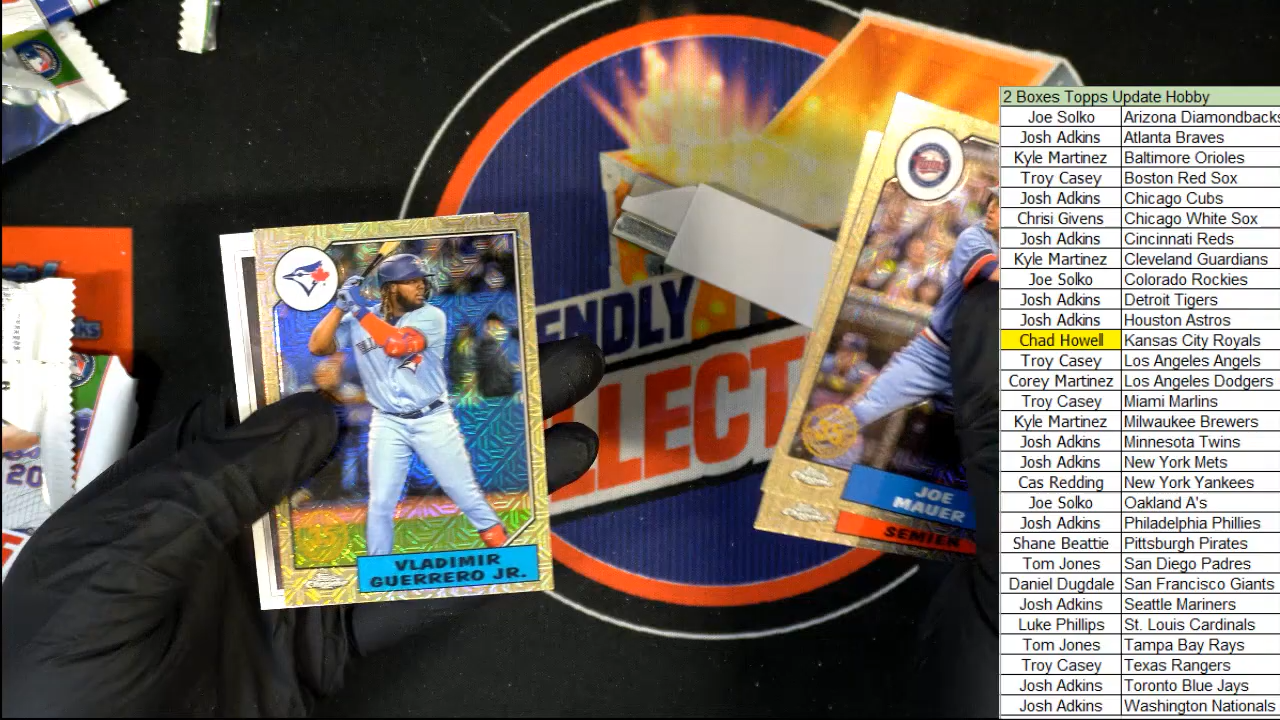 2 Boxes Topps Update Hobby
Joe Solko Arizona Diamondbacks
Josh Adkins Atlanta Braves
Kyle Martinez Baltimore Orioles
Troy Casey Boston Red Sox
Josh Adkins Chicago Cubs
Chrisi Givens Chicago White Sox
Josh Adkins Cincinnati Reds
Kyle Martinez Cleveland Guardians
Joe Solko Colorado Rockies
Josh Adkins Detroit Tigers
Josh Adkins Houston Astros
Chad Howell Kansas City Royals
Troy Casey Los Angeles Angels
Corey Martinez Los Angeles Dodgers
Troy Casey Miami Marlins
Kyle Martinez Milwaukee Brewers
Josh Adkins Minnesota Twins
Josh Adkins New York Mets
Cas Redding New York Yankees
Joe Solko Oakland A's
Josh Adkins Philadelphia Phillies
Shane Beattie Pittsburgh Pirates
Tom Jones San Diego Padres
Daniel Dugdale San Francisco Giants
Josh Adkins Seattle Mariners
Luke Phillips St. Louis Cardinals
Tom Jones Tampa Bay Rays
Troy Casey Texas Rangers
Josh Adkins Toronto Blue Jays
Josh Adkins Washington Nationals
VLADIMIR
GUERRERO JR.
JOE
MAUER
SEMIEN
ENDLY
LLECT
20